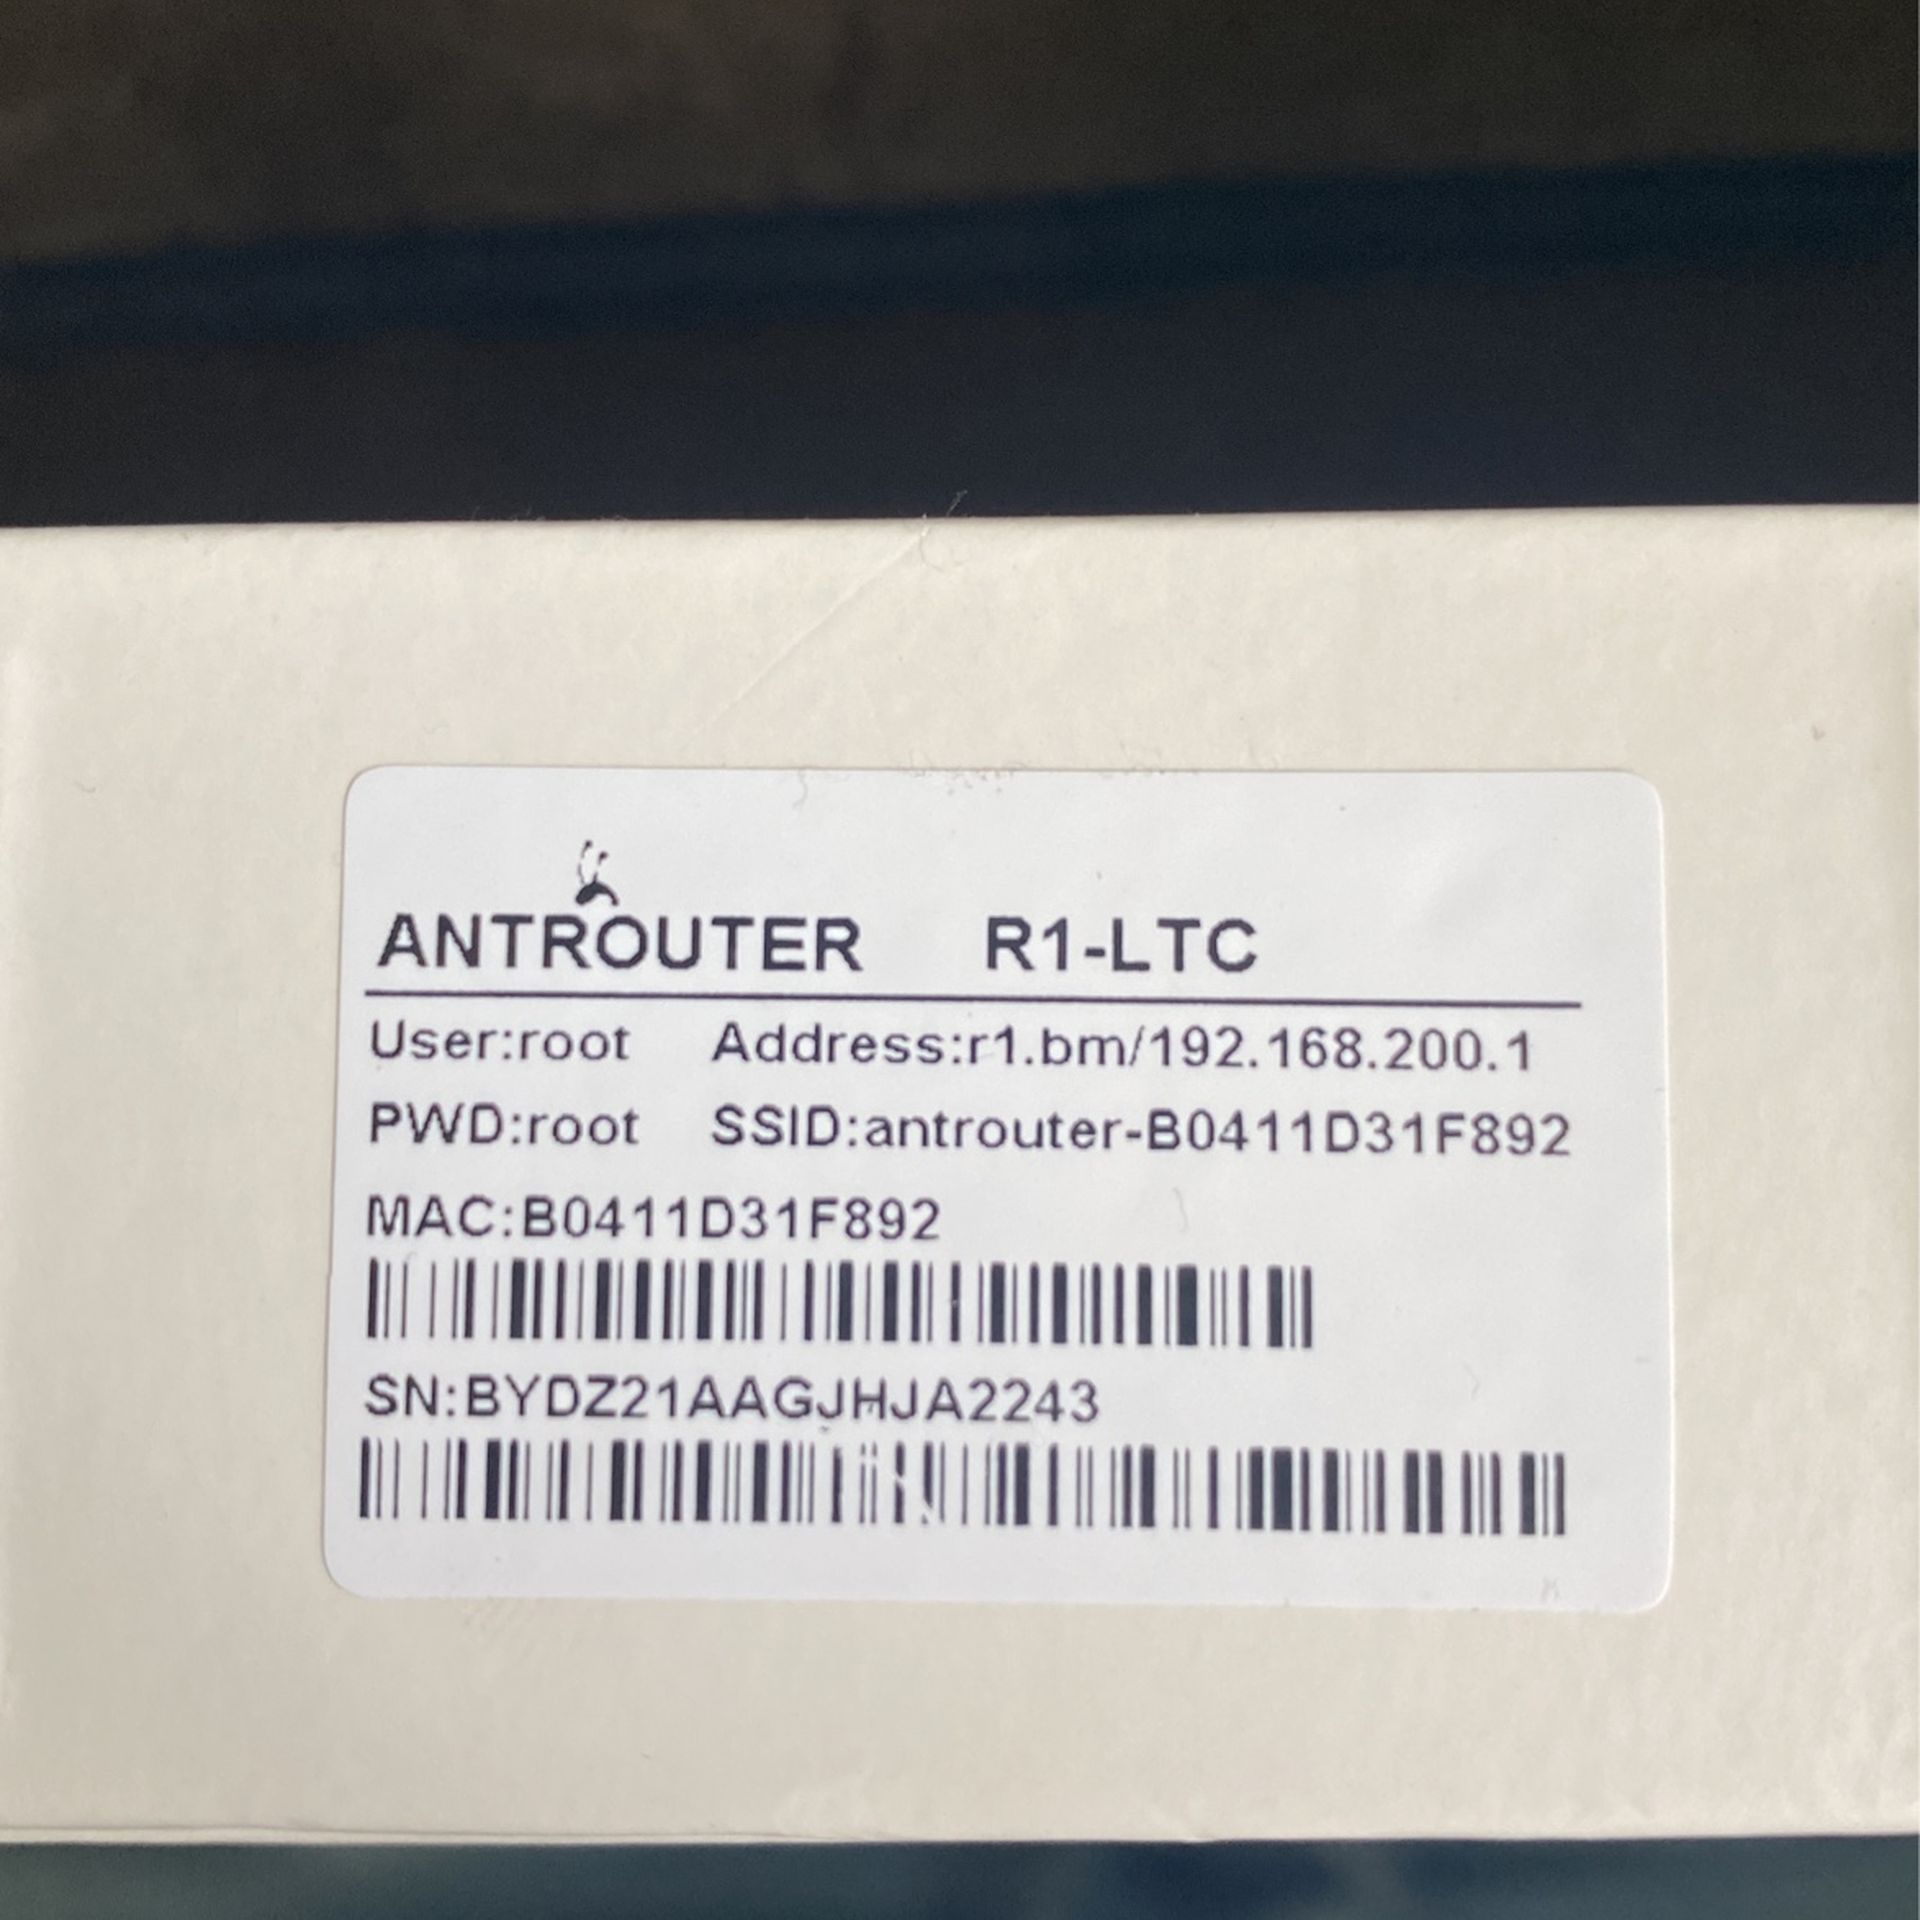 ANTROUTER R1-LTC
User:root Address:r1.bm/192.168.200.1
PWD:root SSID:antrouter-B0411D31F892
MAC:B0411D31F892
SN:BYDZ21AAGJHJA2243